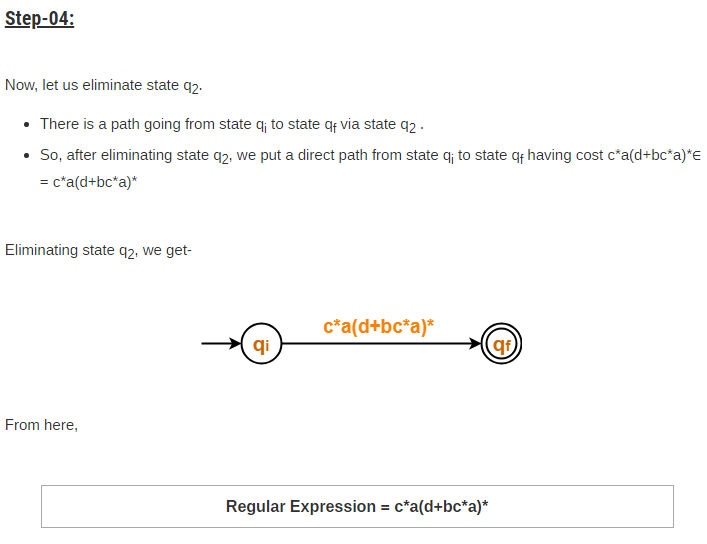 Step-04:
Now, let us eliminate state q₂.
• There is a path going from state qᵢ to state qf via state q₂ .
• So, after eliminating state q₂, we put a direct path from state qᵢ to state qf having cost c*a(d+bc*a)*∈
= c*a(d+bc*a)*
Eliminating state q₂, we get-
c*a(d+bc*a)*
qi
qf
From here,
Regular Expression = c*a(d+bc*a)*